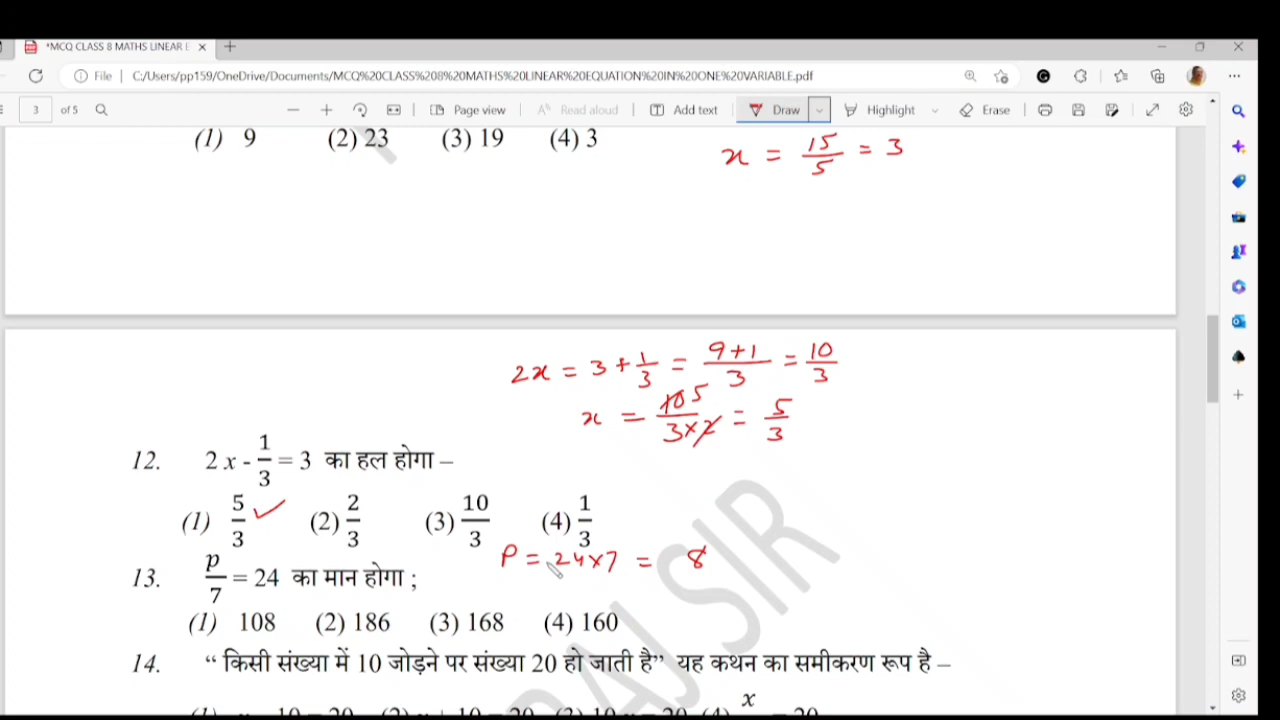 *MCQ CLASS 8 MATHS LINEAR E
File C:/Users/pp159/OneDrive/Documents/MCQ%20CLASS%208%20MATHS%20LINEAR%20EQUATION%20IN%20ONE%20VARIABLE.pdf
3 of 5 Page view Read aloud Add text Draw Highlight Erase
(1) 9 (2) 23 (3) 19 (4) 3
x = 15/5 = 3
2x = 3 + 1/3 = 9+1/3 = 10/3
x = 10 5/3×2 = 5/3
12. 2 x - 1/3 = 3 का हल होगा –
(1) 5/3 ✓ (2) 2/3 (3) 10/3 (4) 1/3
P = 24×7 = 8
13. p/7 = 24 का मान होगा ;
(1) 108 (2) 186 (3) 168 (4) 160
14. “ किसी संख्या में 10 जोड़ने पर संख्या 20 हो जाती है” यह कथन का समीकरण रूप है –
RAJ SIR